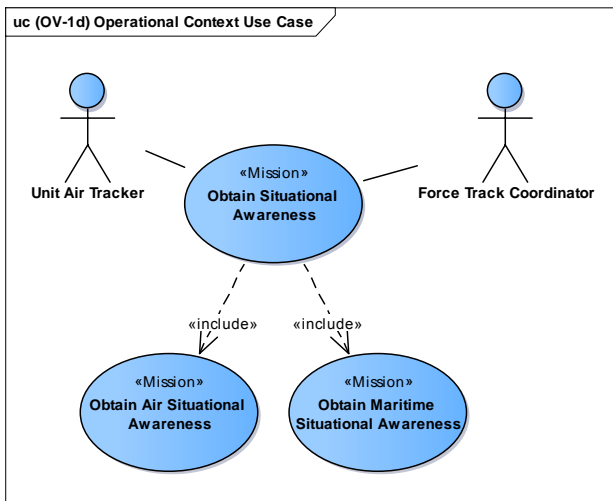 uc (OV-1d) Operational Context Use Case
Unit Air Tracker
Force Track Coordinator
«Mission»
Obtain Situational
Awareness
«include»
«include»
«Mission»
Obtain Air Situational
Awareness
«Mission»
Obtain Maritime
Situational Awareness